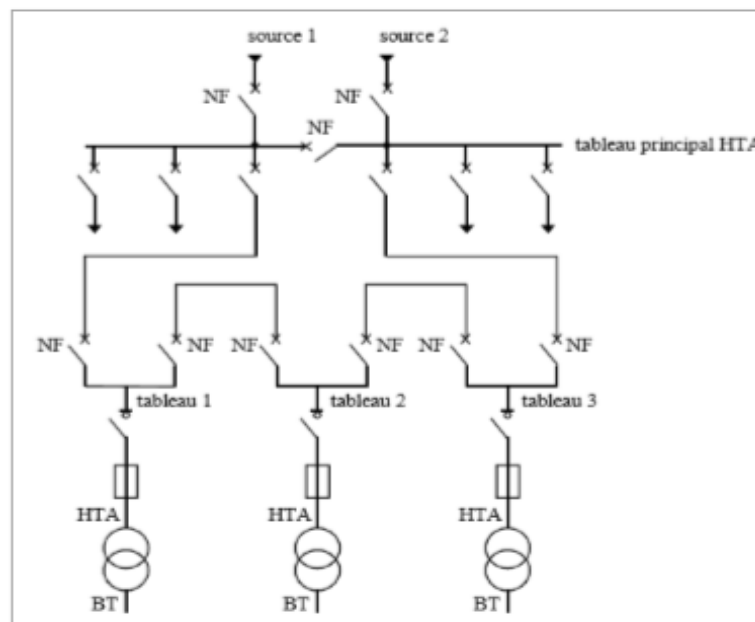 source 1 source 2
NF NF
NF
tableau principal HTA
NF NF NF NF NF NF
tableau 1 tableau 2 tableau 3
HTA HTA HTA
BT BT BT